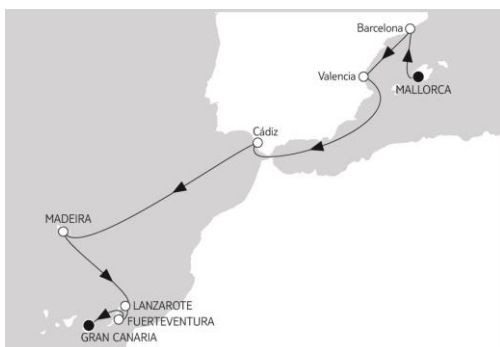 Barcelona
Valencia
MALLORCA
Cádiz
MADEIRA
LANZAROTE
FUERTEVENTURA
GRAN CANARIA